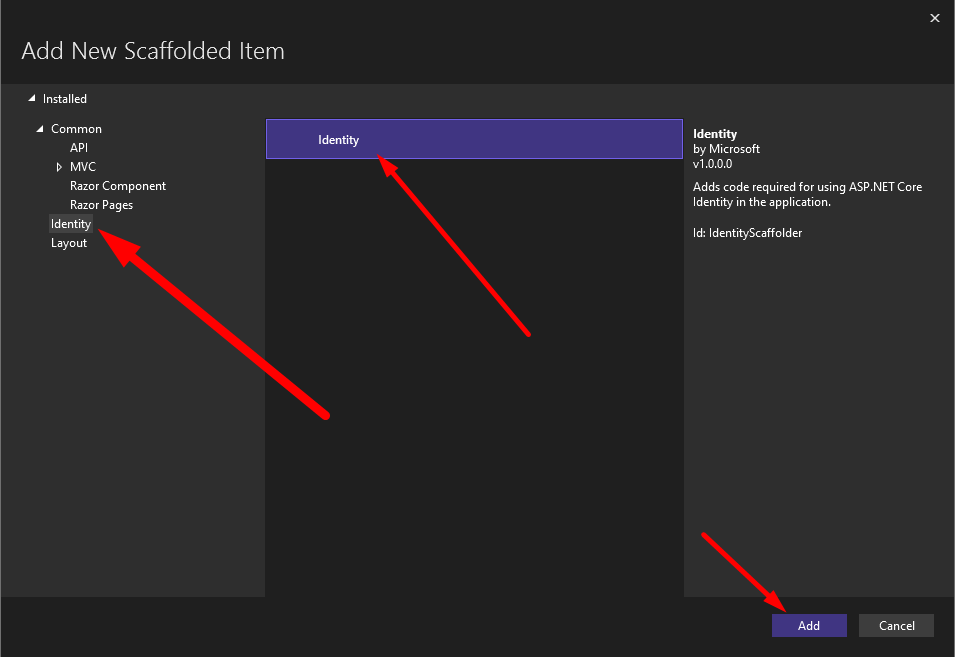 Add New Scaffolded Item
Installed
Common
API
MVC
Razor Component
Razor Pages
Identity
Layout
Identity
Identity
by Microsoft
v1.0.0.0
Adds code required for using ASP.NET Core
Identity in the application.
Id: IdentityScaffolder
Add
Cancel